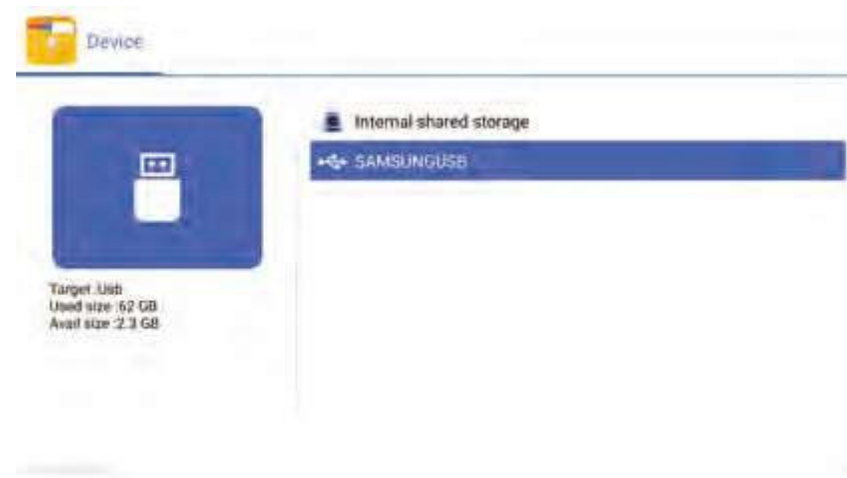 Device
Internal shared storage
SAMSUNGUSB
Target :Usb
Used size :62 GB
Avail size :2.3 GB